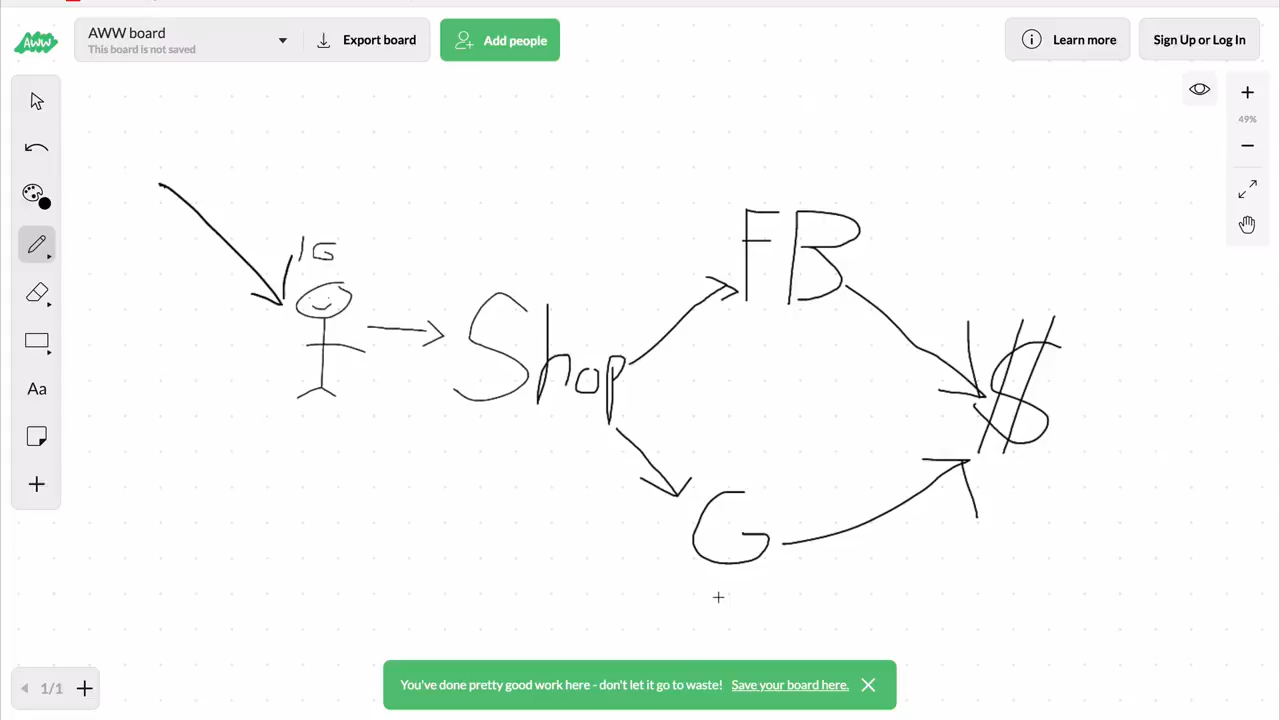 AWW
AWW board
This board is not saved
Export board
Add people
Learn more
Sign Up or Log In
49%
IG
FB
Shop
$
G
Aa
1/1
You've done pretty good work here - don't let it go to waste! Save your board here.